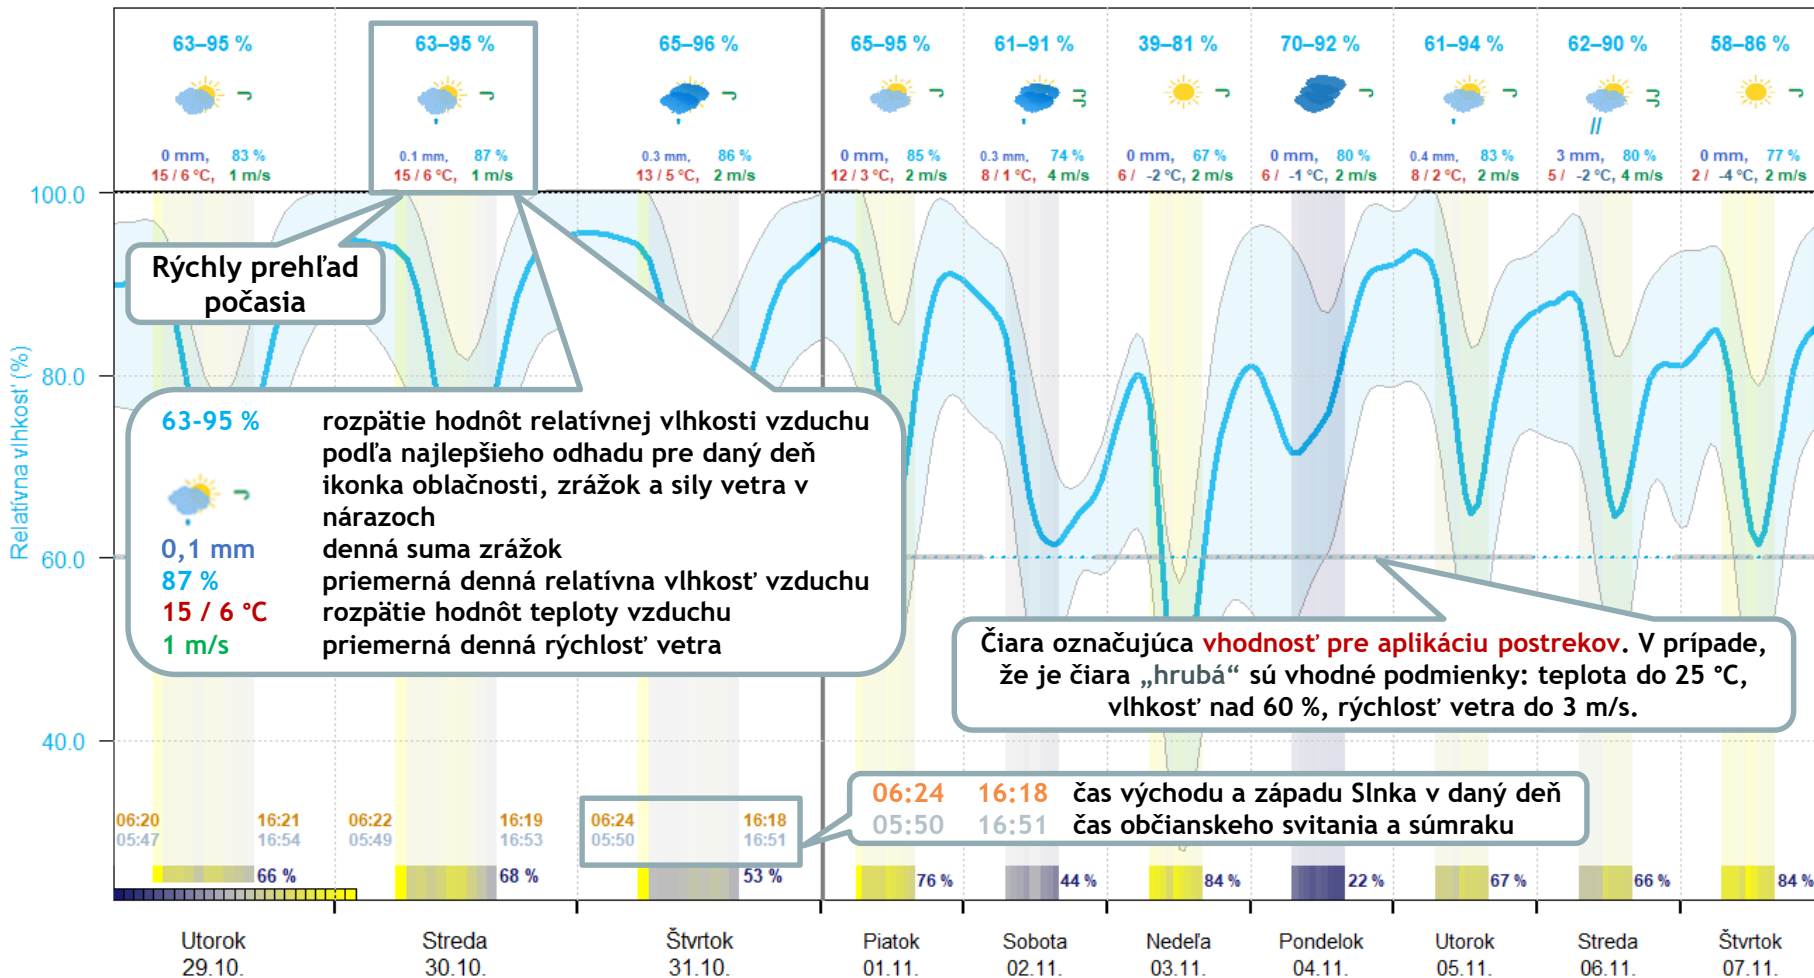 63–95 %
63–95 %
65–96 %
65–95 %
61–91 %
39–81 %
70–92 %
61–94 %
62–90 %
58–86 %
0 mm, 83 %
15 / 6 °C, 1 m/s
0.1 mm, 87 %
15 / 6 °C, 1 m/s
0.3 mm, 86 %
13 / 5 °C, 2 m/s
0 mm, 85 %
12 / 3 °C, 2 m/s
0.3 mm, 74 %
8 / 1 °C, 4 m/s
0 mm, 67 %
6 / -2 °C, 2 m/s
0 mm, 80 %
6 / -1 °C, 2 m/s
0.4 mm, 83 %
8 / 2 °C, 2 m/s
3 mm, 80 %
5 / -2 °C, 4 m/s
0 mm, 77 %
2 / -4 °C, 2 m/s
Relatívna vlhkosť (%)
100.0
80.0
60.0
40.0
Rýchly prehľad
počasia
63-95 % rozpätie hodnôt relatívnej vlhkosti vzduchu
podľa najlepšieho odhadu pre daný deň
ikonka oblačnosti, zrážok a sily vetra v
nárazoch
0,1 mm denná suma zrážok
87 % priemerná denná relatívna vlhkosť vzduchu
15 / 6 °C rozpätie hodnôt teploty vzduchu
1 m/s priemerná denná rýchlosť vetra
Čiara označujúca vhodnosť pre aplikáciu postrekov. V prípade,
že je čiara „hrubá“ sú vhodné podmienky: teplota do 25 °C,
vlhkosť nad 60 %, rýchlosť vetra do 3 m/s.
06:24 16:18 čas východu a západu Slnka v daný deň
05:50 16:51 čas občianskeho svitania a súmraku
06:20 16:21
05:47 16:54
06:22 16:19
05:49 16:53
06:24 16:18
05:50 16:51
66 %
68 %
53 %
76 %
44 %
84 %
22 %
67 %
66 %
84 %
Utorok
29.10.
Streda
30.10.
Štvrtok
31.10.
Piatok
01.11.
Sobota
02.11.
Nedeľa
03.11.
Pondelok
04.11.
Utorok
05.11.
Streda
06.11.
Štvrtok
07.11.